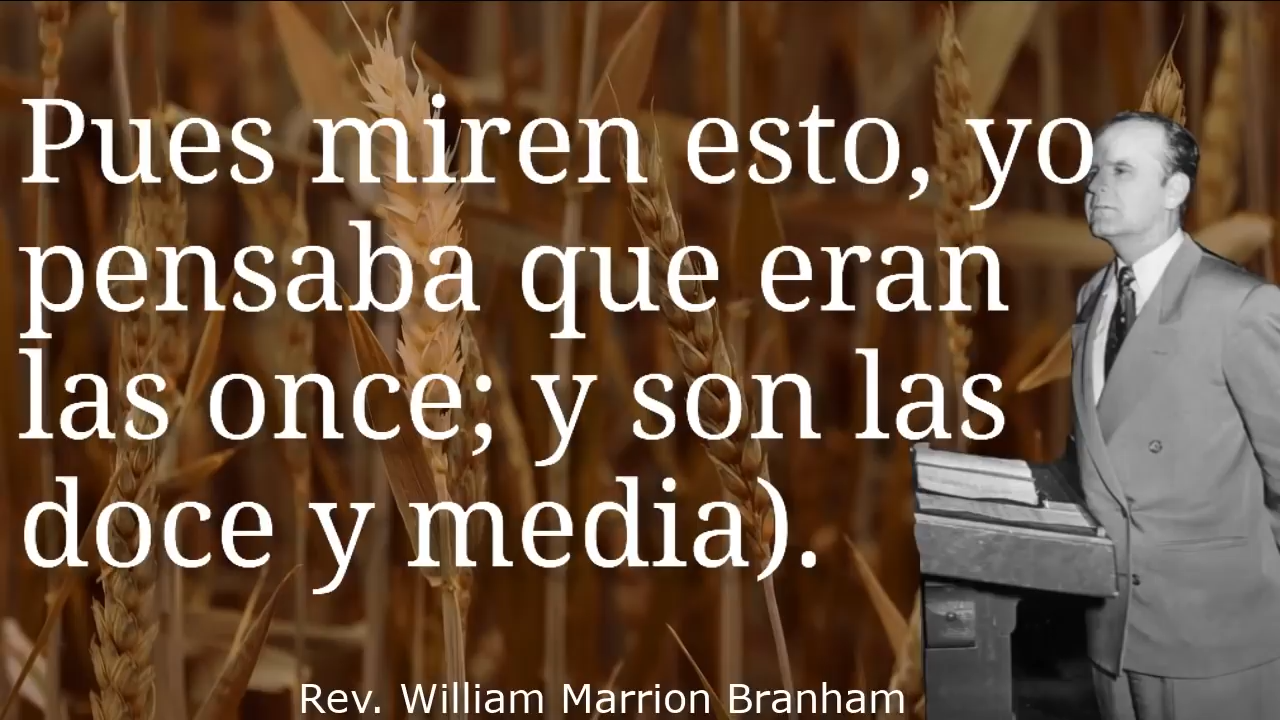 Pues miren esto, yo
pensaba que eran
las once; y son las
doce y media).
Rev. William Marrion Branham